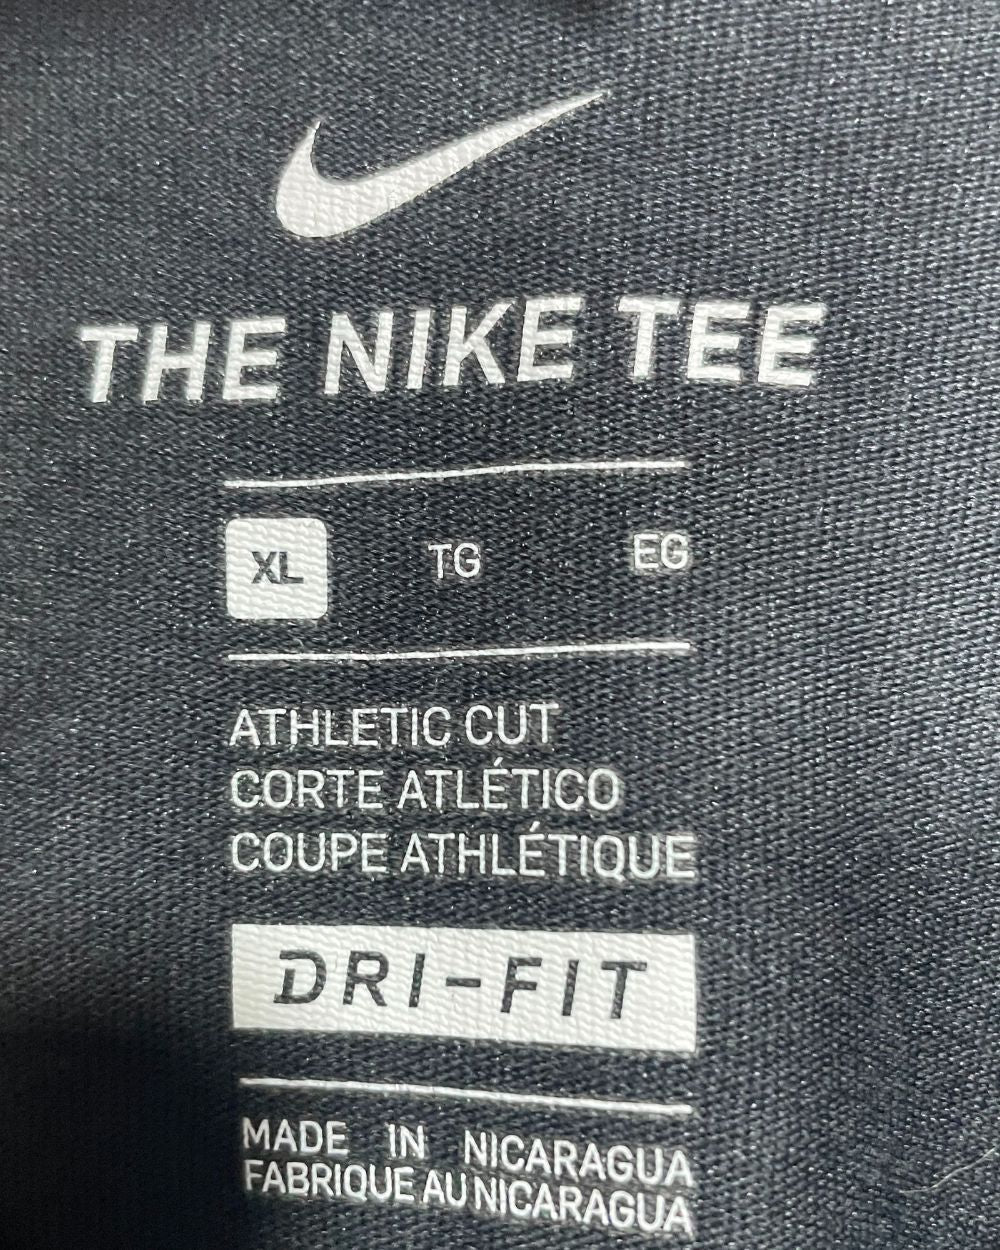 THE NIKE TEE
XL TG EG
ATHLETIC CUT
CORTE ATLÉTICO
COUPE ATHLÉTIQUE
DRI-FIT
MADE IN NICARAGUA
FABRIQUE AU NICARAGUA